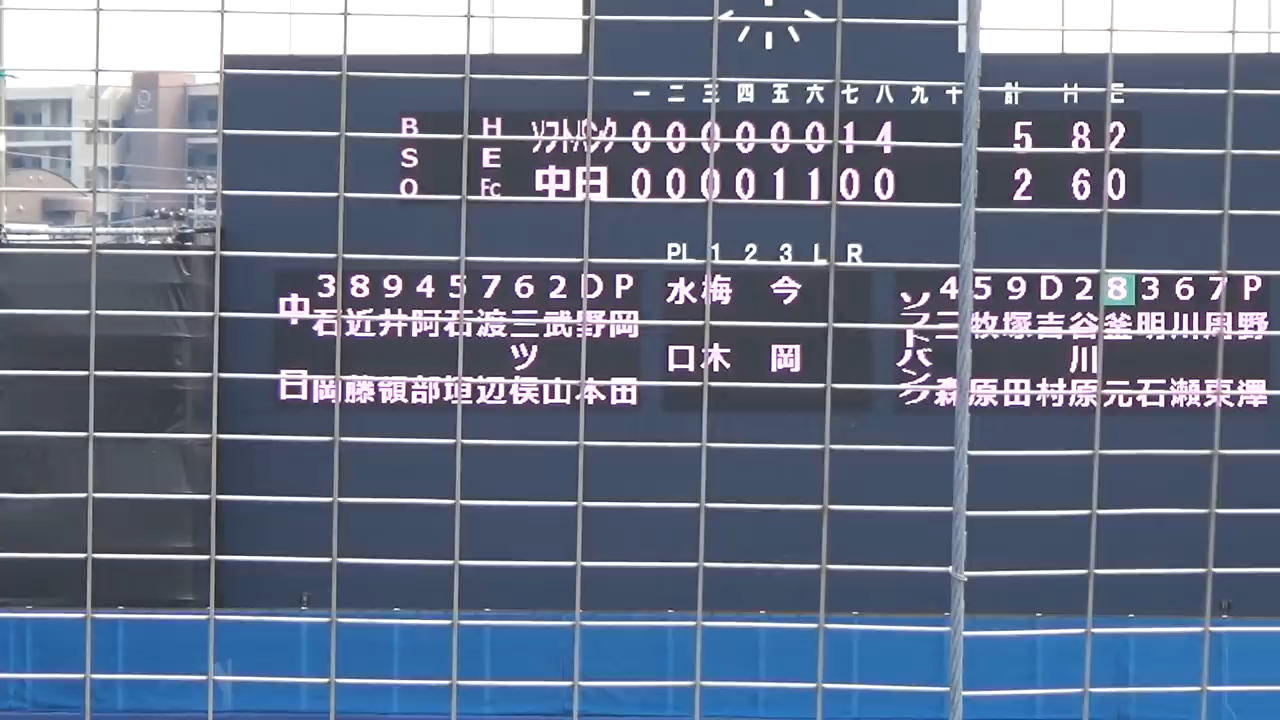 一 二 三 四 五 六 七 八 九 十 計 H E
B H ソフトバンク 0 0 0 0 0 0 1 4 5 8 2
S E
O Fc 中日 0 0 0 0 1 1 0 0 2 6 0
PL 1 2 3 L R
中日
3 8 9 4 5 7 6 2 D P
石岡 近藤 井領 阿部 石垣 渡辺 三ツ俣 武山 野本 岡田
水口 梅木 今岡
ソフトバンク
4 5 9 D 2 8 3 6 7 P
三森 牧原 塚田 吉村 谷川原 釜元 明石 川瀬 周東 野澤